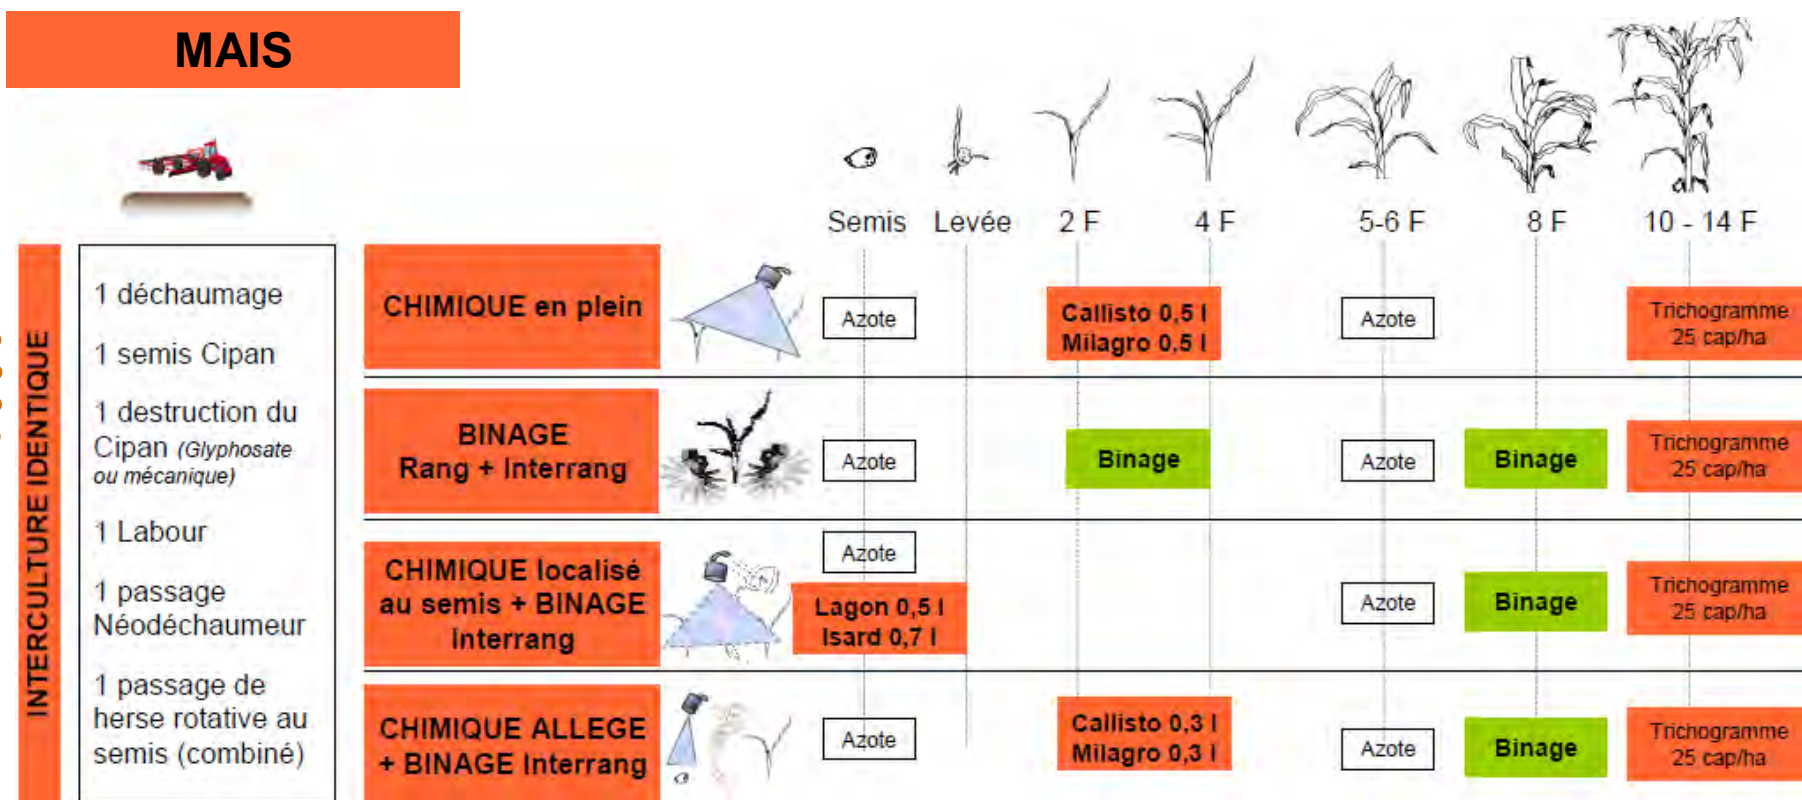 MAIS
Semis Levée 2 F 4 F 5-6 F 8 F 10 - 14 F
INTERCULTURE IDENTIQUE
1 déchaumage
1 semis Cipan
1 destruction du
Cipan (Glyphosate
ou mécanique)
1 Labour
1 passage
Néodéchaumeur
1 passage de
herse rotative au
semis (combiné)
CHIMIQUE en plein
Azote
Callisto 0,5 l
Milagro 0,5 l
Azote
Trichogramme
25 cap/ha
BINAGE
Rang + Interrang
Azote
Binage
Azote
Binage
Trichogramme
25 cap/ha
CHIMIQUE localisé
au semis + BINAGE
interrang
Azote
Lagon 0,5 l
Isard 0,7 l
Azote
Binage
Trichogramme
25 cap/ha
CHIMIQUE ALLEGE
+ BINAGE Interrang
Azote
Callisto 0,3 l
Milagro 0,3 l
Azote
Binage
Trichogramme
25 cap/ha